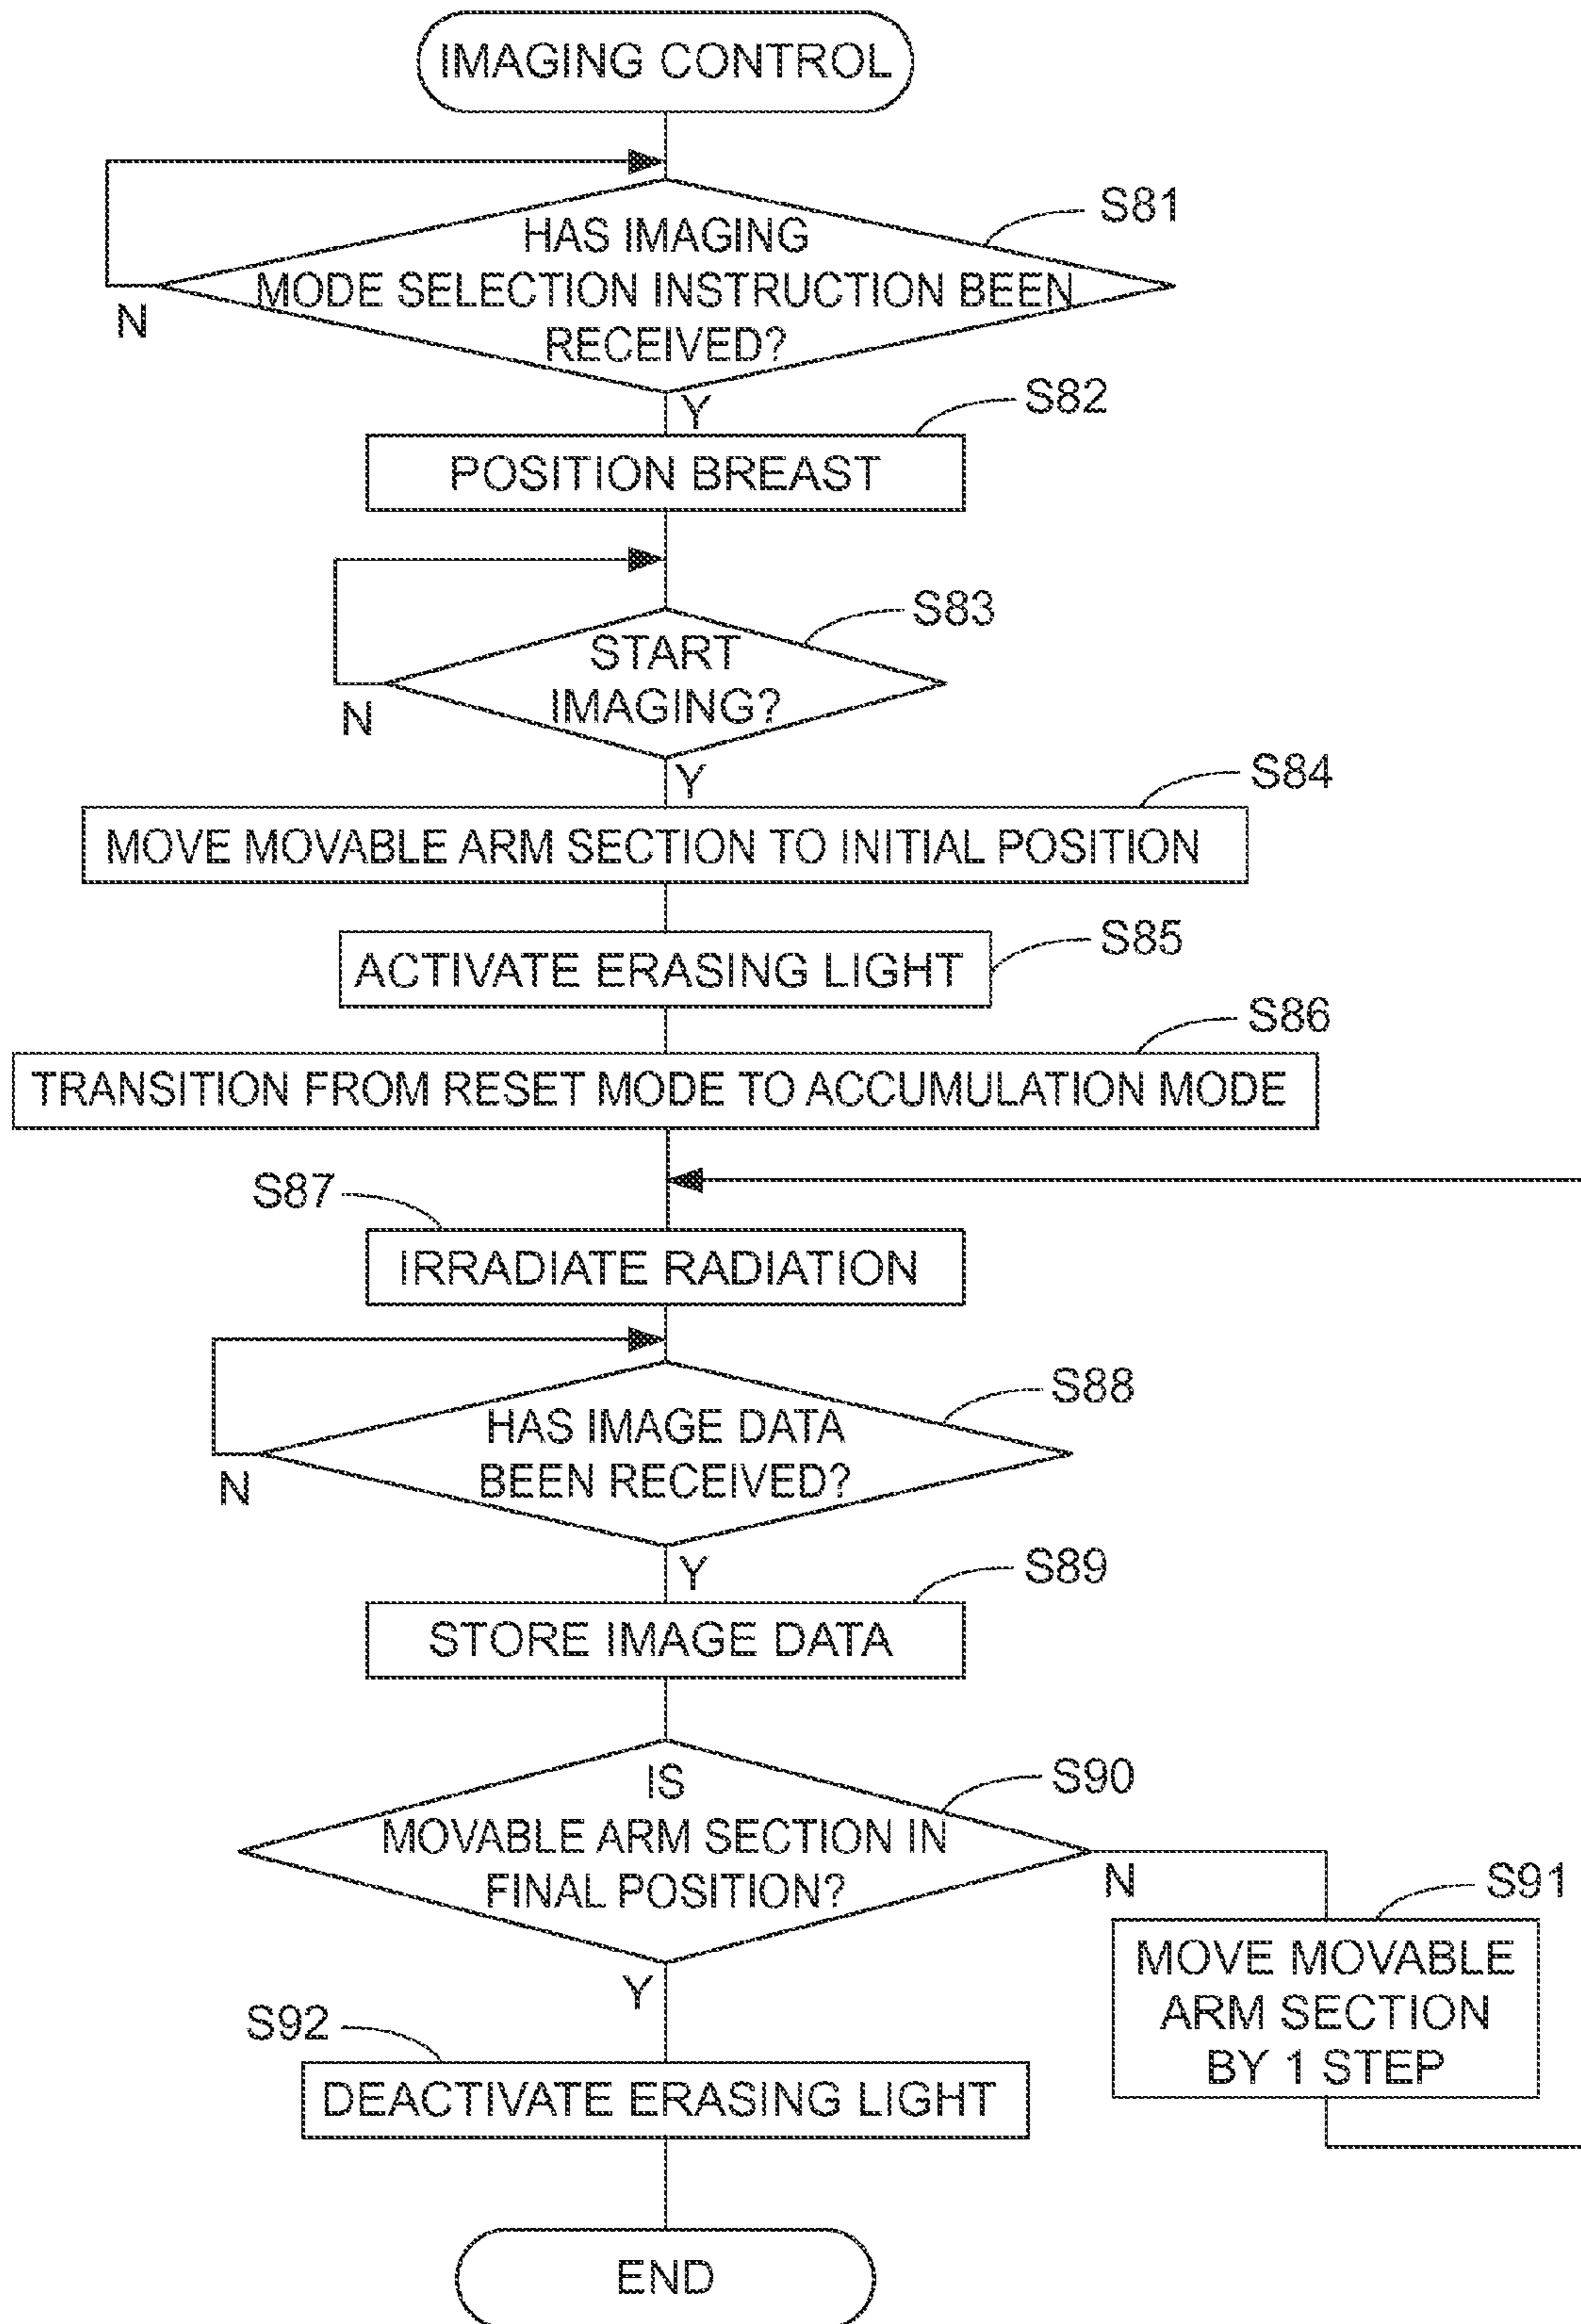 IMAGING CONTROL
S81
HAS IMAGING
MODE SELECTION INSTRUCTION BEEN
RECEIVED?
N
Y
S82
POSITION BREAST
S83
START
IMAGING?
N
Y
S84
MOVE MOVABLE ARM SECTION TO INITIAL POSITION
S85
ACTIVATE ERASING LIGHT
S86
TRANSITION FROM RESET MODE TO ACCUMULATION MODE
S87
IRRADIATE RADIATION
S88
HAS IMAGE DATA
BEEN RECEIVED?
N
Y
S89
STORE IMAGE DATA
S90
IS
MOVABLE ARM SECTION IN
FINAL POSITION?
N
Y
S91
MOVE MOVABLE
ARM SECTION
BY 1 STEP
S92
DEACTIVATE ERASING LIGHT
END